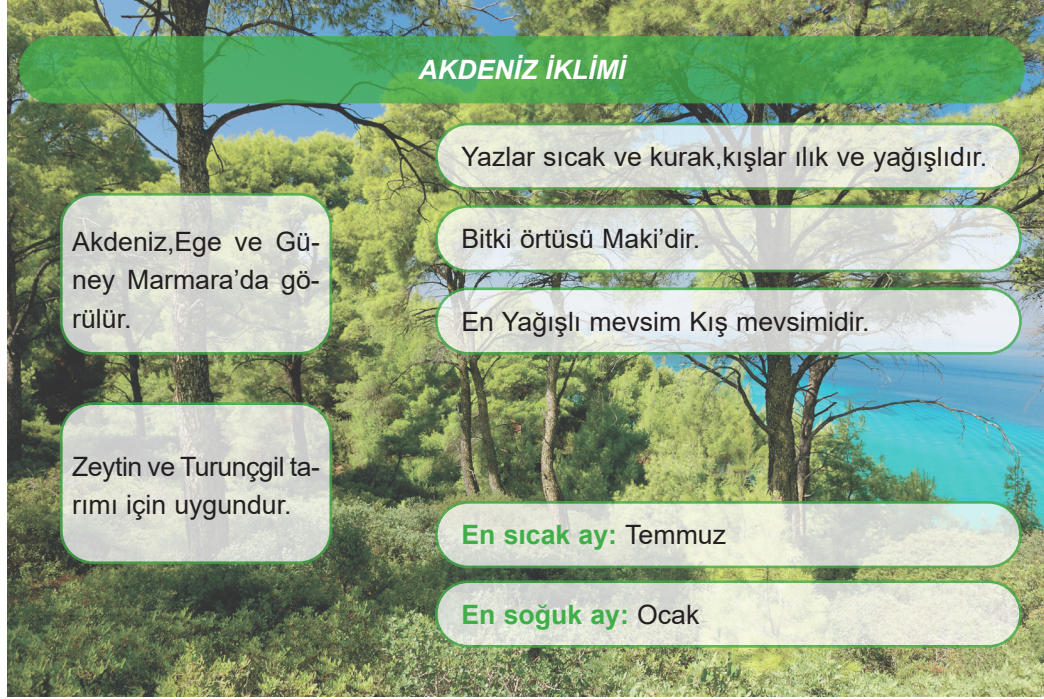 AKDENİZ İKLİMİ
Yazlar sıcak ve kurak,kışlar ılık ve yağışlıdır.
Akdeniz,Ege ve Gü-
ney Marmara’da gö-
rülür.
Bitki örtüsü Maki’dir.
En Yağışlı mevsim Kış mevsimidir.
Zeytin ve Turunçgil ta-
rımı için uygundur.
En sıcak ay: Temmuz
En soğuk ay: Ocak